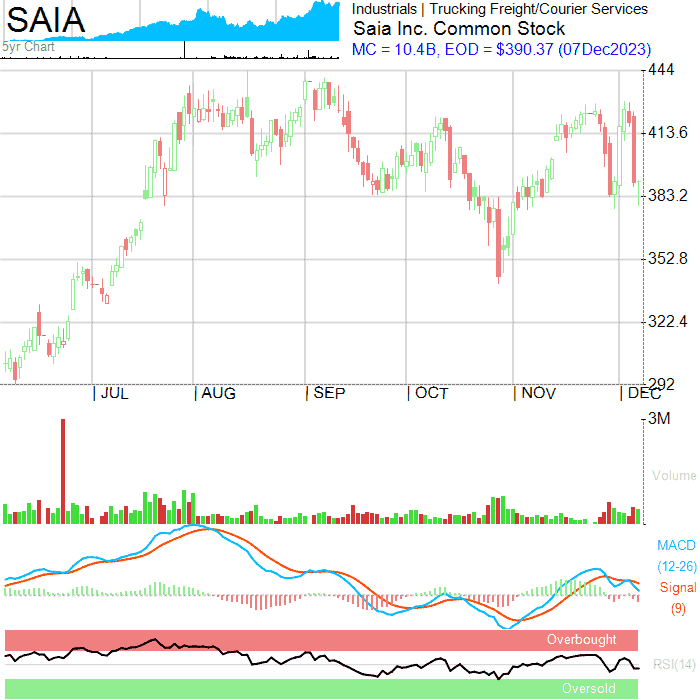 SAIA
5yr Chart
Industrials | Trucking Freight/Courier Services
Saia Inc. Common Stock
MC = 10.4B, EOD = $390.37 (07Dec2023)
444
413.6
383.2
352.8
322.4
292
| JUL | AUG | SEP | OCT | NOV | DEC
3M
Volume
MACD
(12-26)
Signal
(9)
Overbought
RSI(14)
Oversold